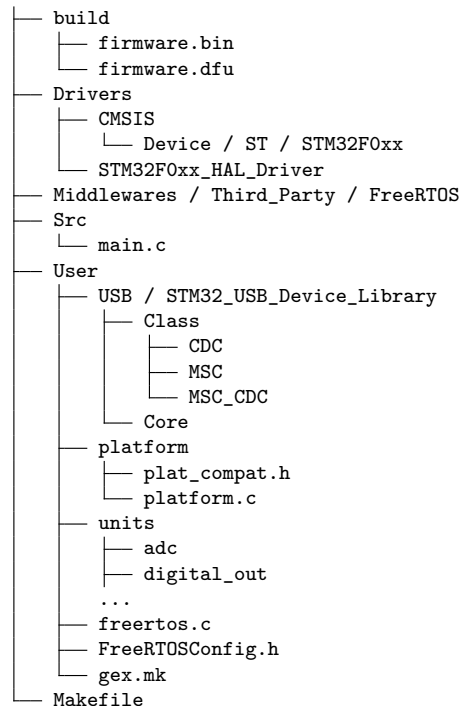 build
firmware.bin
firmware.dfu
Drivers
CMSIS
Device / ST / STM32F0xx
STM32F0xx_HAL_Driver
Middlewares / Third_Party / FreeRTOS
Src
main.c
User
USB / STM32_USB_Device_Library
Class
CDC
MSC
MSC_CDC
Core
platform
plat_compat.h
platform.c
units
adc
digital_out
...
freertos.c
FreeRTOSConfig.h
gex.mk
Makefile